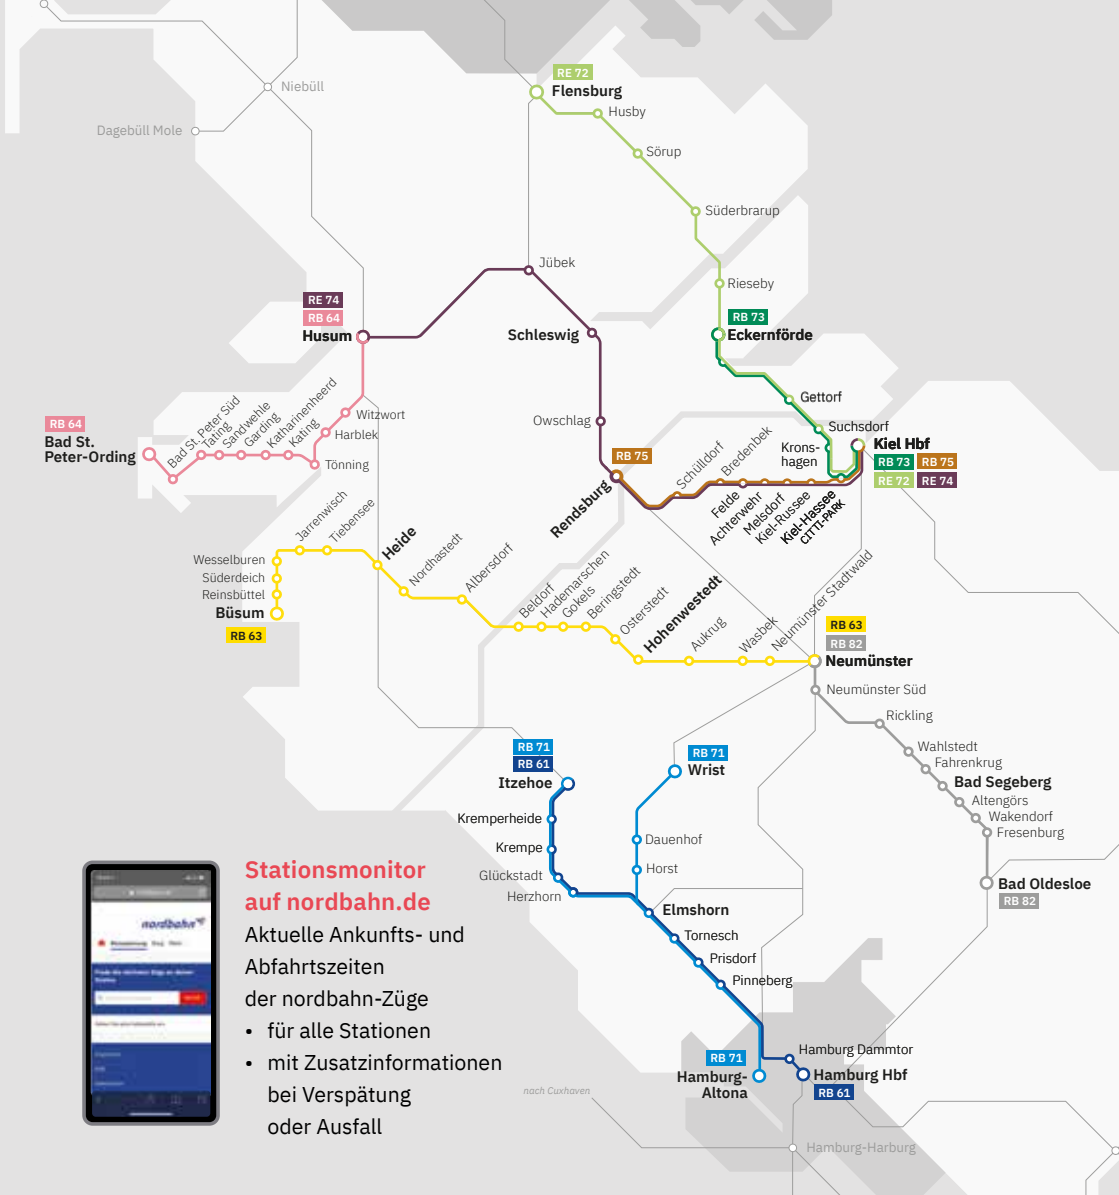 RE 72
Flensburg
Niebüll
Husby
Dagebüll Mole
Sörup
Süderbrarup
Jübek
Rieseby
RE 74
RB 64
Husum
RB 73
Eckernförde
Schleswig
Gettorf
Witzwort
Harblek
Tönning
Kating
Katharinenheerd
Garding
Sandwehle
Tating
Bad St. Peter Süd
RB 64
Bad St.
Peter-Ording
Owschlag
Suchsdorf
Krons-
hagen
Kiel Hbf
RB 73
RB 75
RE 72
RE 74
RB 75
Rendsburg
Schülldorf
Bredenbek
Felde
Achterwehr
Melsdorf
Kiel-Russee
Kiel-Hassee
CITTI-PARK
Jarrenwisch
Tiebensee
Heide
Wesselburen
Süderdeich
Reinsbüttel
Büsum
RB 63
Nordhastedt
Albersdorf
Beldorf
Hademarschen
Gokels
Beringstedt
Osterstedt
Hohenwestedt
Aukrug
Wasbek
Neumünster Stadtwald
RB 63
RB 82
Neumünster
Neumünster Süd
Rickling
Wahlstedt
Fahrenkrug
Bad Segeberg
Altengörs
Wakendorf
Fresenburg
Bad Oldesloe
RB 82
RB 71
RB 61
Itzehoe
RB 71
Wrist
Kremperheide
Krempe
Glückstadt
Herzhorn
Dauenhof
Horst
Elmshorn
Tornesch
Prisdorf
Pinneberg
RB 71
Hamburg-
Altona
Hamburg Dammtor
Hamburg Hbf
RB 61
nach Cuxhaven
Hamburg-Harburg
nordbahn
Stationsmonitor
auf nordbahn.de
Aktuelle Ankunfts- und
Abfahrtszeiten
der nordbahn-Züge
• für alle Stationen
• mit Zusatzinformationen
bei Verspätung
oder Ausfall